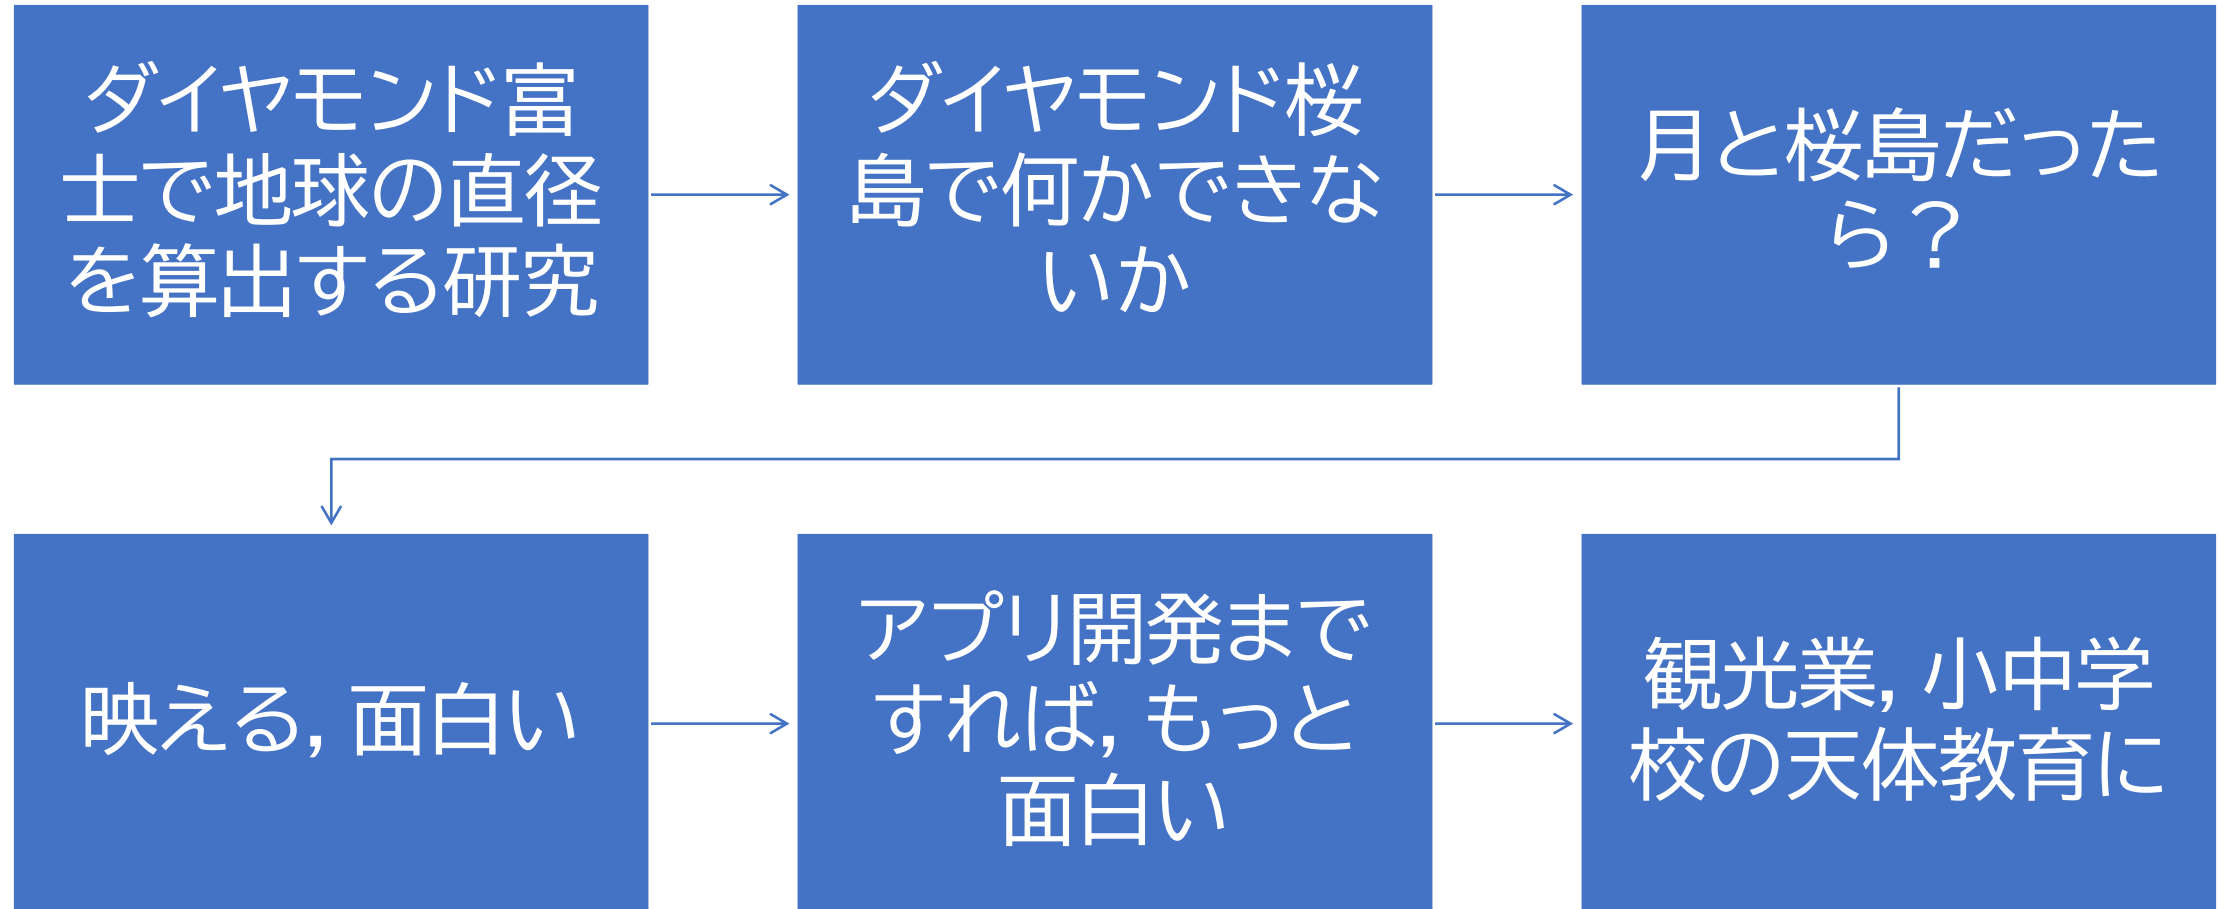 ダイヤモンド富
士で地球の直径
を算出する研究
ダイヤモンド桜
島で何かできな
いか
月と桜島だった
ら？
映える, 面白い
アプリ開発まで
すれば, もっと
面白い
観光業, 小中学
校の天体教育に